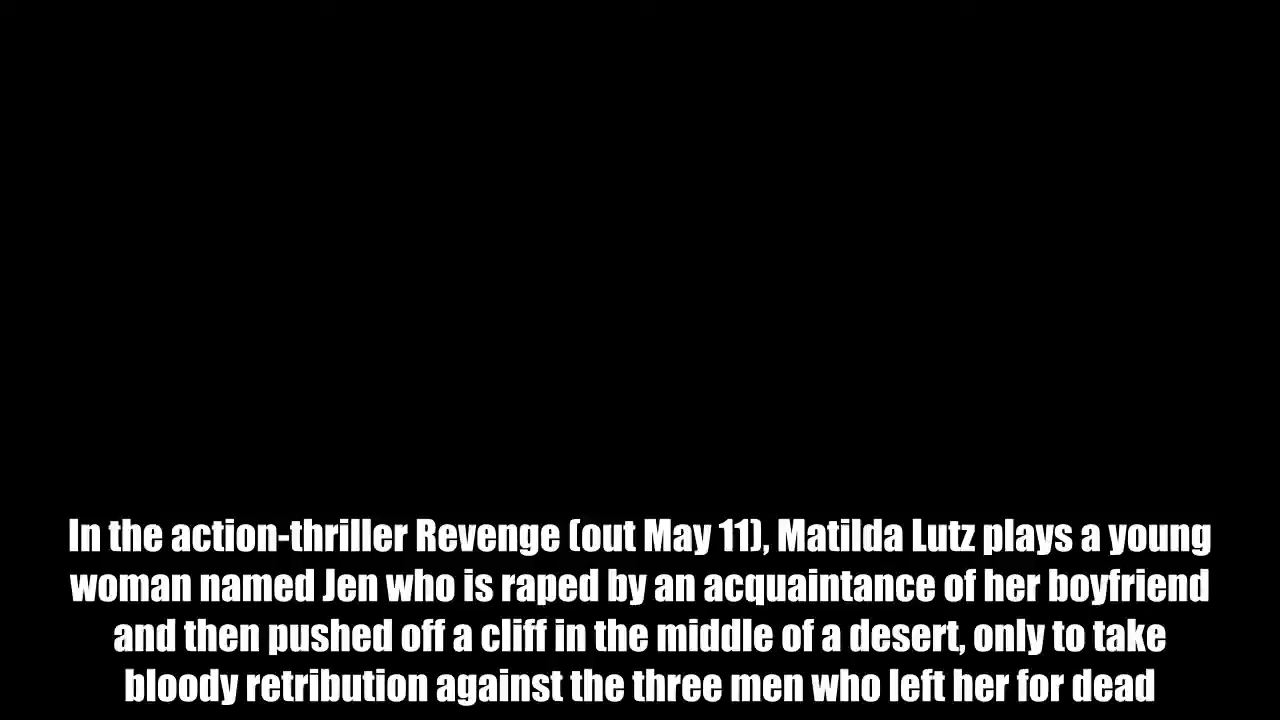 In the action-thriller Revenge (out May 11), Matilda Lutz plays a young
woman named Jen who is raped by an acquaintance of her boyfriend
and then pushed off a cliff in the middle of a desert, only to take
bloody retribution against the three men who left her for dead